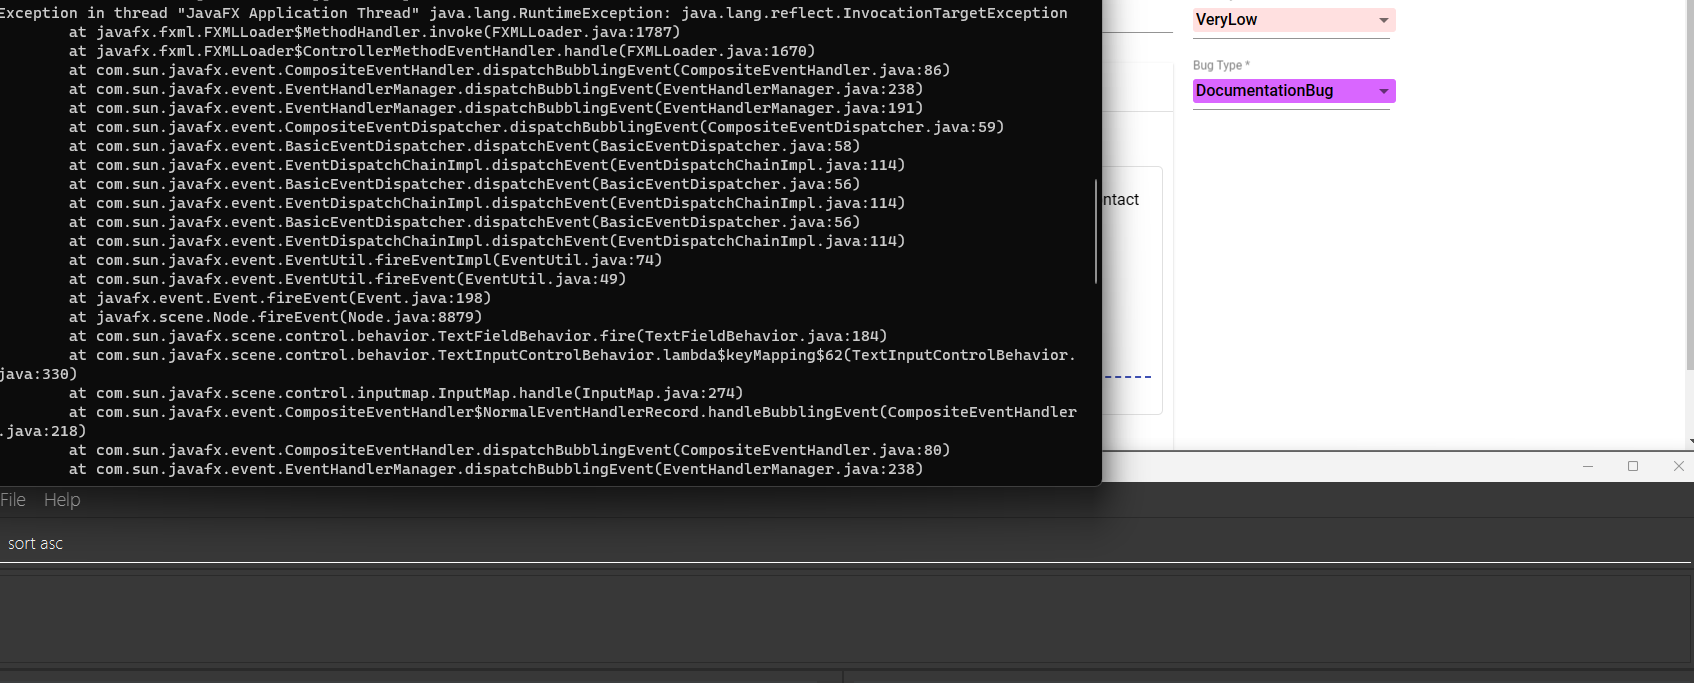 Exception in thread "JavaFX Application Thread" java.lang.RuntimeException: java.lang.reflect.InvocationTargetException
at javafx.fxml.FXMLLoader$MethodHandler.invoke(FXMLLoader.java:1787)
at javafx.fxml.FXMLLoader$ControllerMethodEventHandler.handle(FXMLLoader.java:1670)
at com.sun.javafx.event.CompositeEventHandler.dispatchBubblingEvent(CompositeEventHandler.java:86)
at com.sun.javafx.event.EventHandlerManager.dispatchBubblingEvent(EventHandlerManager.java:238)
at com.sun.javafx.event.EventHandlerManager.dispatchBubblingEvent(EventHandlerManager.java:191)
at com.sun.javafx.event.CompositeEventDispatcher.dispatchBubblingEvent(CompositeEventDispatcher.java:59)
at com.sun.javafx.event.BasicEventDispatcher.dispatchEvent(BasicEventDispatcher.java:58)
at com.sun.javafx.event.EventDispatchChainImpl.dispatchEvent(EventDispatchChainImpl.java:114)
at com.sun.javafx.event.BasicEventDispatcher.dispatchEvent(BasicEventDispatcher.java:56)
at com.sun.javafx.event.EventDispatchChainImpl.dispatchEvent(EventDispatchChainImpl.java:114)
at com.sun.javafx.event.BasicEventDispatcher.dispatchEvent(BasicEventDispatcher.java:56)
at com.sun.javafx.event.EventDispatchChainImpl.dispatchEvent(EventDispatchChainImpl.java:114)
at com.sun.javafx.event.EventUtil.fireEventImpl(EventUtil.java:74)
at com.sun.javafx.event.EventUtil.fireEvent(EventUtil.java:49)
at javafx.event.Event.fireEvent(Event.java:198)
at javafx.scene.Node.fireEvent(Node.java:8879)
at com.sun.javafx.scene.control.behavior.TextFieldBehavior.fire(TextFieldBehavior.java:184)
at com.sun.javafx.scene.control.behavior.TextInputControlBehavior.lambda$keyMapping$62(TextInputControlBehavior.
java:330)
at com.sun.javafx.scene.control.inputmap.InputMap.handle(InputMap.java:274)
at com.sun.javafx.event.CompositeEventHandler$NormalEventHandlerRecord.handleBubblingEvent(CompositeEventHandler
.java:218)
at com.sun.javafx.event.CompositeEventHandler.dispatchBubblingEvent(CompositeEventHandler.java:80)
at com.sun.javafx.event.EventHandlerManager.dispatchBubblingEvent(EventHandlerManager.java:238)
VeryLow
Bug Type *
DocumentationBug
ntact
File Help
sort asc